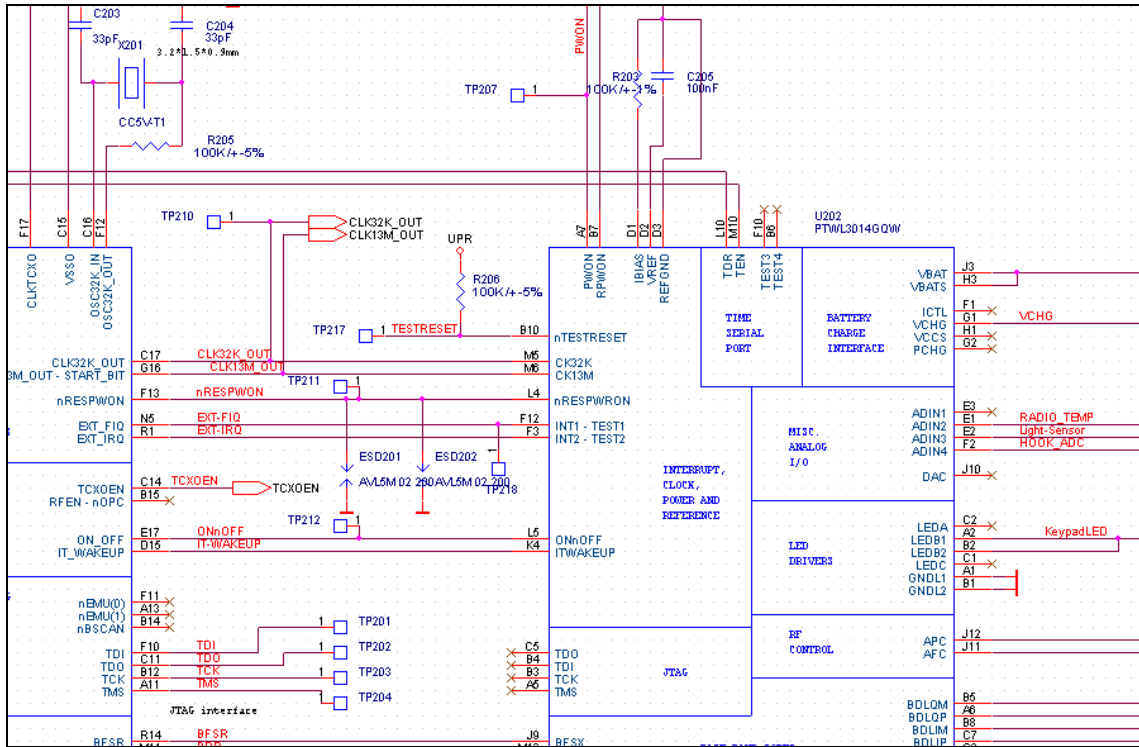 C203
33pF
X201
C204
33pF
3.2*1.5*0.9mm
CC5V-T1
R205
100K/+-5%
PWON
TP207
1
R203
100K/+-1%
C205
100nF
F17
C15
C16
F12
TP210
1
CLK32K_OUT
CLK13M_OUT
UPR
R206
100K/+-5%
A7
B7
D1
D2
D3
L10
M10
F10
B6
U202
PTWL3014GQW
CLKTCXO
VSSO
OSC32K_IN
OSC32K_OUT
PWON
RPWON
IBIAS
VREF
REFGND
TDR
TEN
TEST3
TEST4
TIME
SERIAL
PORT
BATTERY
CHARGE
INTERFACE
VBAT J3
VBATS H3
ICTL F1
VCHG G1 VCHG
VCCS H1
PCHG G2
TP217
1
TESTRESET
B10
nTESTRESET
CLK32K_OUT C17 CLK32K_OUT M5 CK32K
3M_OUT - START_BIT G16 CLK13M_OUT M6 CK13M
TP211
1
nRESPWON F13 nRESPWON L4 nRESPWRON
EXT_FIQ N5 EXT-FIQ F12 INT1 - TEST1
EXT_IRQ R1 EXT-IRQ F3 INT2 - TEST2
ESD201
AVL5M 02 200
ESD202
AVL5M 02 200
1
TP218
TCXOEN C14 TCXOEN TCXOEN
RFEN - nOPC B15
TP212
1
ON_OFF E17 ONnOFF L5 ONnOFF
IT_WAKEUP D15 IT-WAKEUP K4 ITWAKEUP
INTERRUPT,
CLOCK,
POWER AND
REFERENCE
MISC.
ANALOG
I/O
ADIN1 E3
ADIN2 E1 RADIO_TEMP
ADIN3 E2 Light-Sensor
ADIN4 F2 HOOK_ADC
DAC J10
LED
DRIVERS
LEDA C2
LEDB1 A2 KeypadLED
LEDB2 B2
LEDC C1
GNDL1 A1
GNDL2 B1
RF
CONTROL
APC J12
AFC J11
nEMU(0) F11
nEMU(1) A13
nBSCAN B14
TDI F10 TDI 1 TP201
TDO C11 TDO 1 TP202
TCK B12 TCK 1 TP203
TMS A11 TMS 1 TP204
C5 TDO
B4 TDI
B3 TCK
A5 TMS
JTAG
JTAG interface
BDLQM B5
BDLQP A6
BDLIM B8
BDLIP C7
BFSR R14 BFSR J9 BFSX